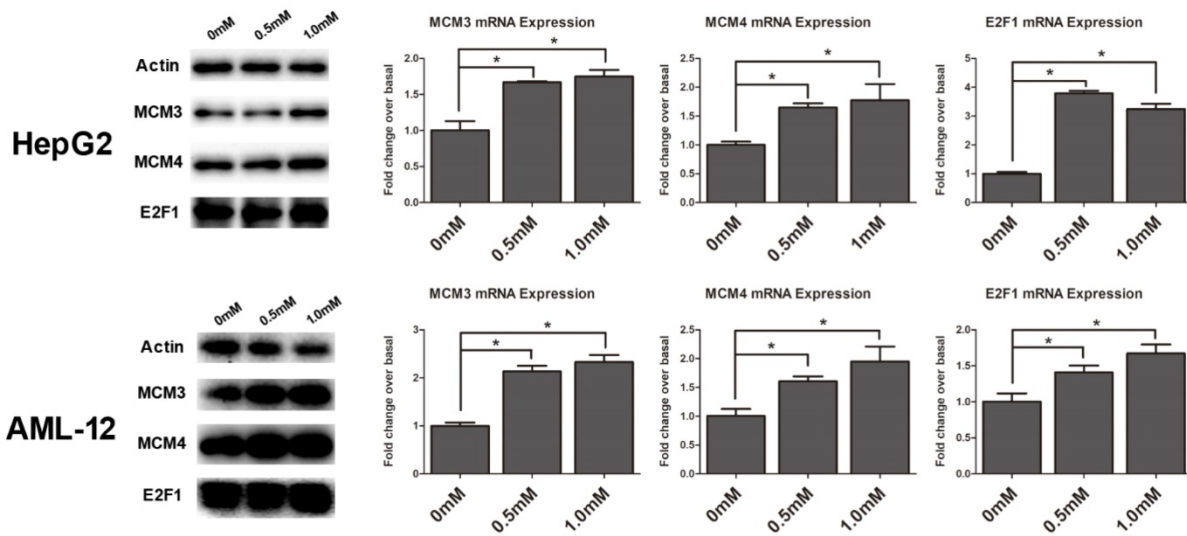 HepG2
0mM 0.5mM 1.0mM
Actin
MCM3
MCM4
E2F1
MCM3 mRNA Expression
Fold change over basal
2.0
1.5
1.0
0.5
0.0
* *
0mM 0.5mM 1.0mM
MCM4 mRNA Expression
Fold change over basal
2.5
2.0
1.5
1.0
0.5
0.0
* *
0mM 0.5mM 1mM
E2F1 mRNA Expression
Fold change over basal
5
4
3
2
1
0
* *
0mM 0.5mM 1.0mM
AML-12
0mM 0.5mM 1.0mM
Actin
MCM3
MCM4
E2F1
MCM3 mRNA Expression
Fold change over basal
3
2
1
0
* *
0mM 0.5mM 1.0mM
MCM4 mRNA Expression
Fold change over basal
2.5
2.0
1.5
1.0
0.5
0.0
* *
0mM 0.5mM 1.0mM
E2F1 mRNA Expression
Fold change over basal
2.0
1.5
1.0
0.5
0.0
* *
0mM 0.5mM 1.0mM